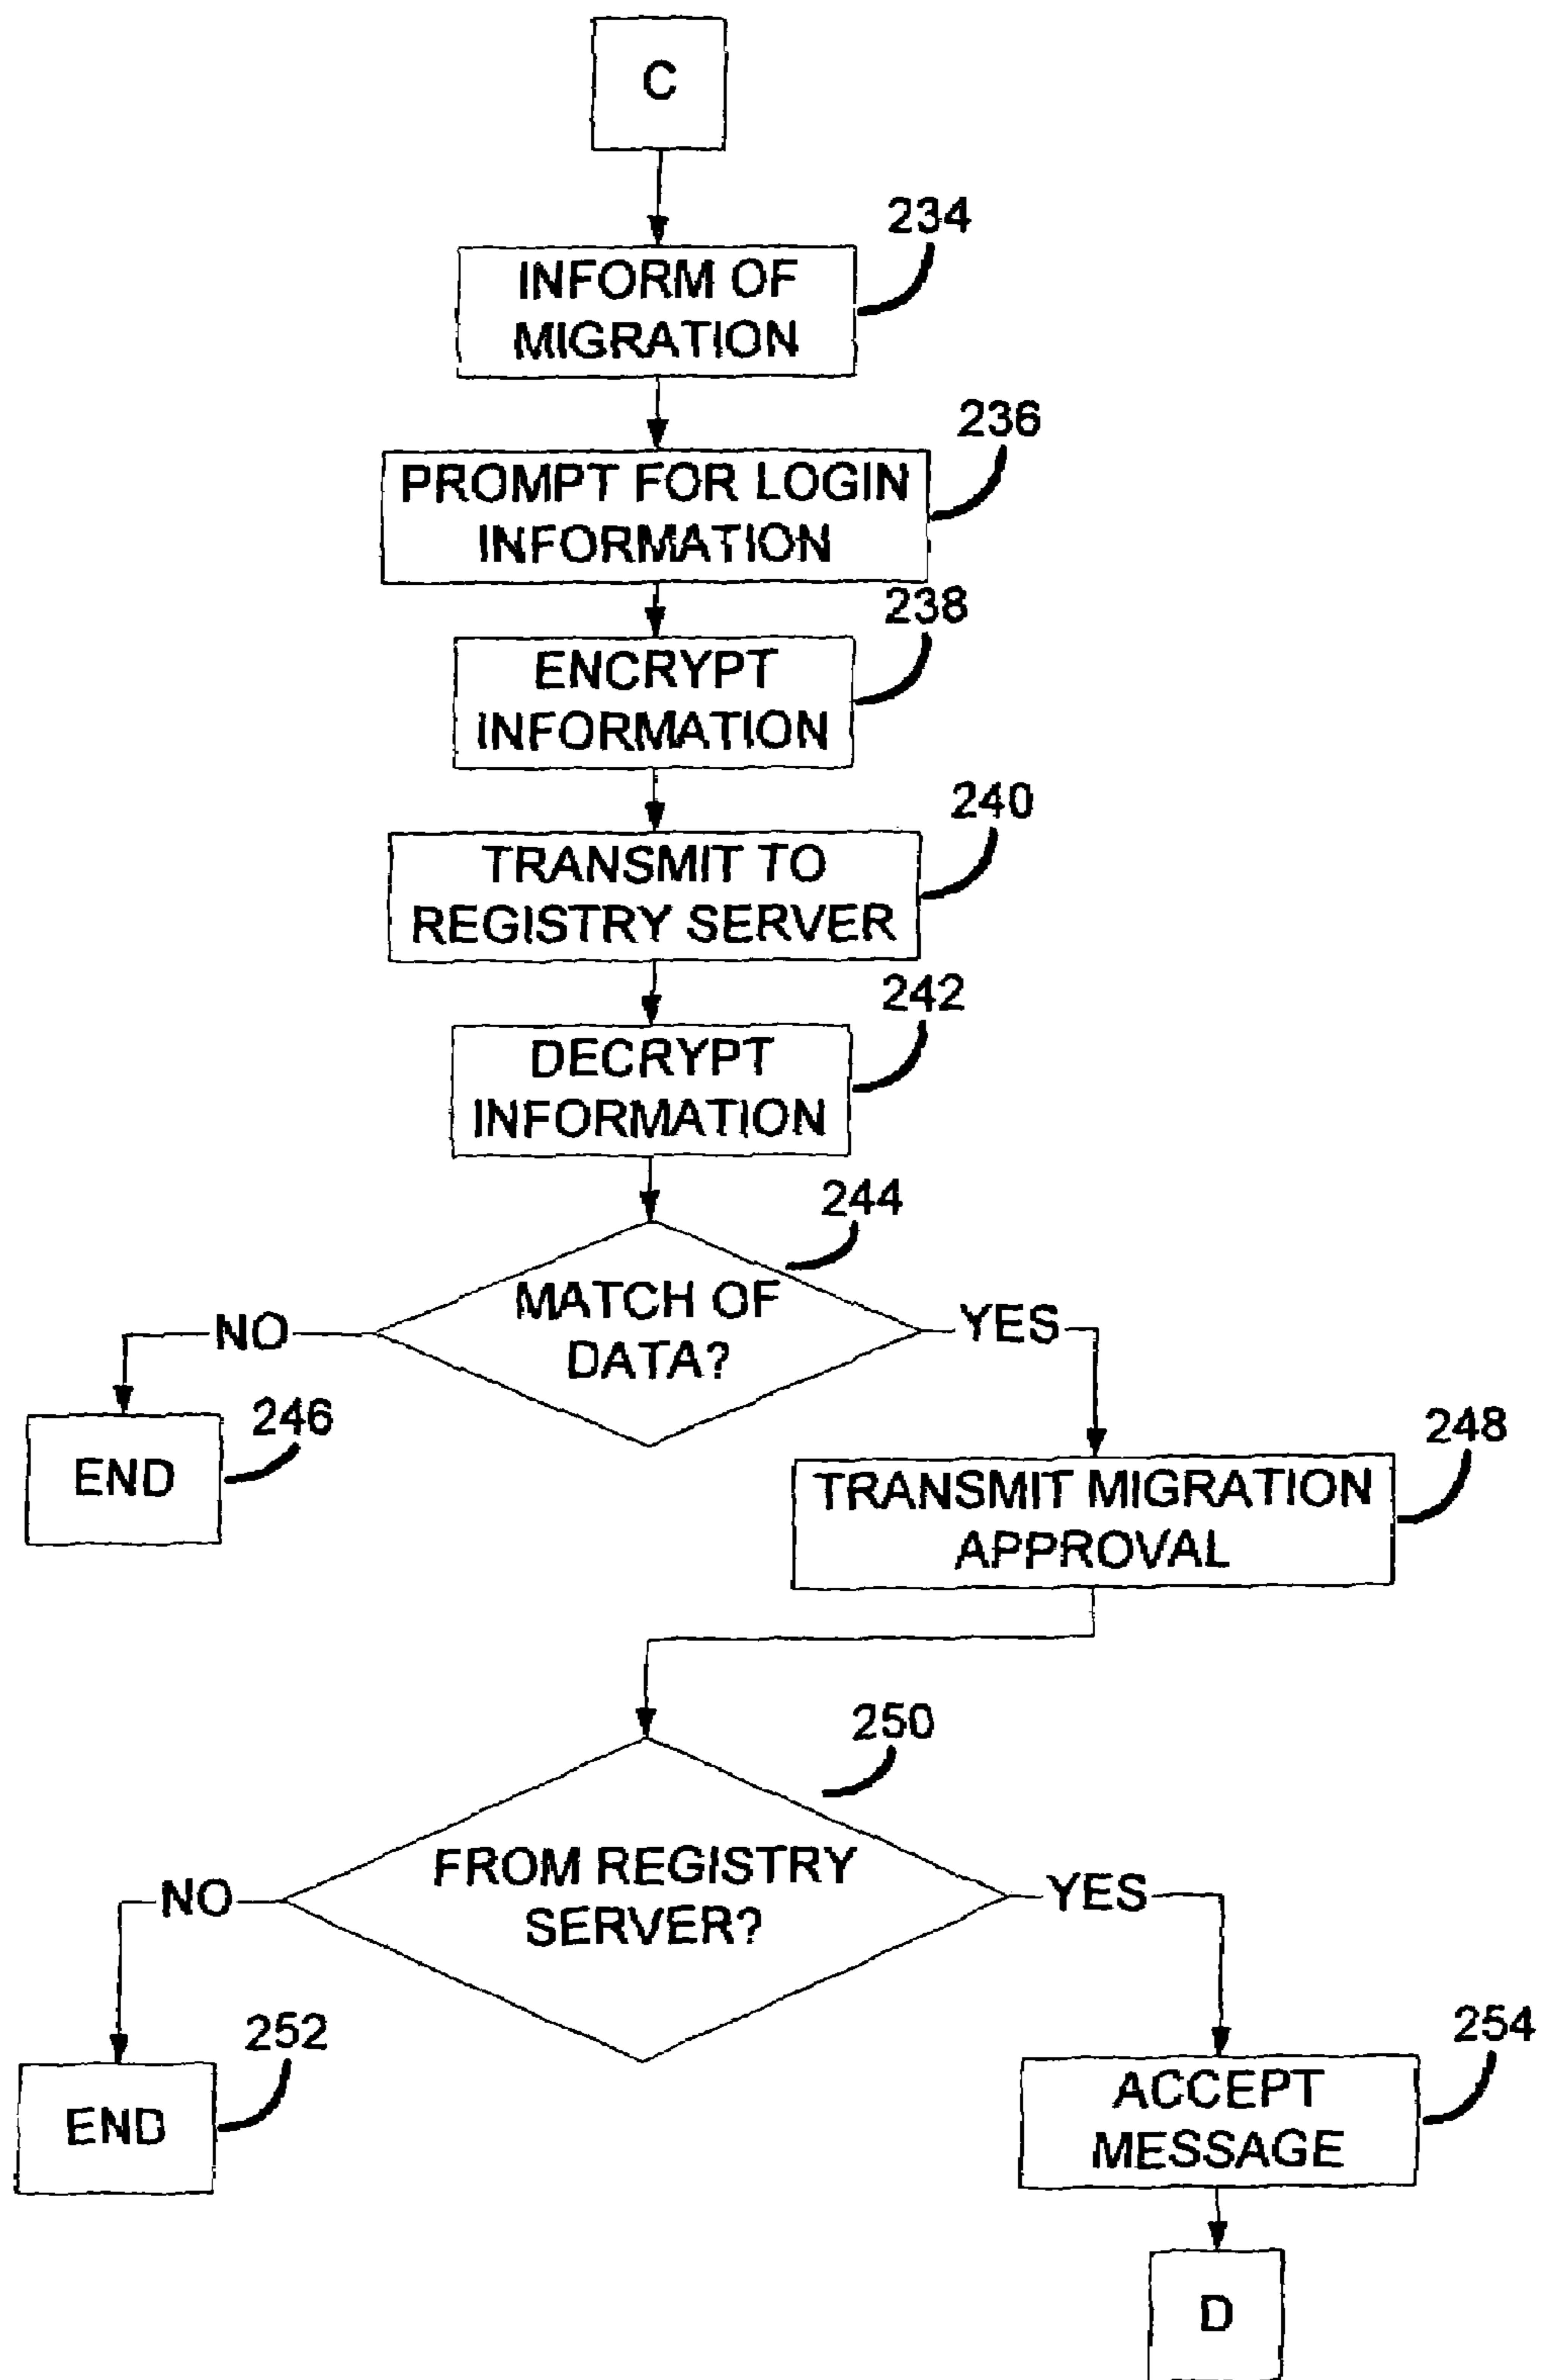 C
234
INFORM OF
MIGRATION
236
PROMPT FOR LOGIN
INFORMATION
238
ENCRYPT
INFORMATION
240
TRANSMIT TO
REGISTRY SERVER
242
DECRYPT
INFORMATION
244
MATCH OF
DATA?
NO
YES
246
END
248
TRANSMIT MIGRATION
APPROVAL
250
FROM REGISTRY
SERVER?
NO
YES
252
END
254
ACCEPT
MESSAGE
D